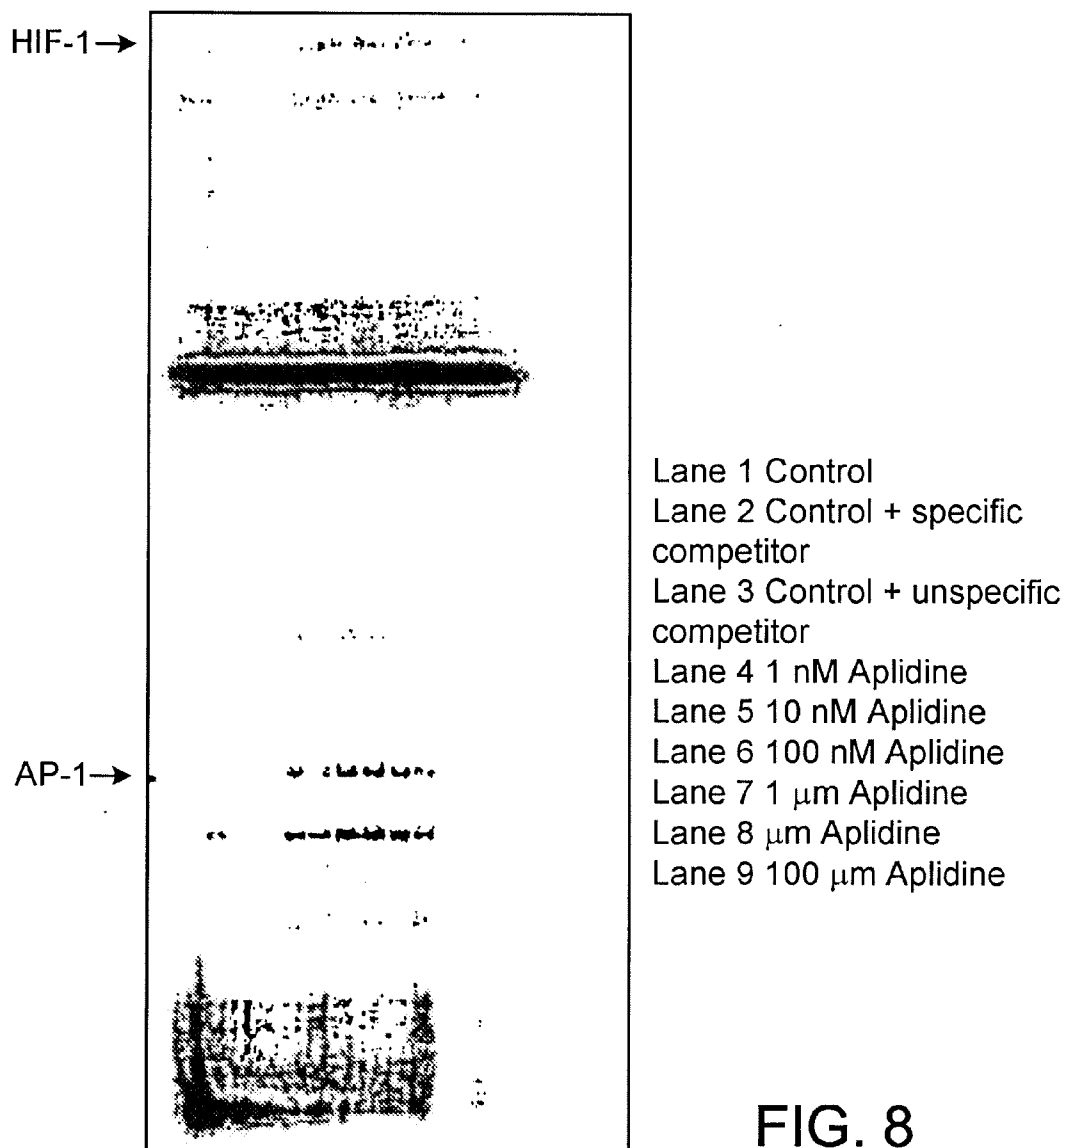 HIF-1
Lane 1 Control
Lane 2 Control + specific
competitor
Lane 3 Control + unspecific
competitor
Lane 4 1 nM Aplidine
Lane 5 10 nM Aplidine
Lane 6 100 nM Aplidine
AP-1
Lane 7 1 μm Aplidine
Lane 8 μm Aplidine
Lane 9 100 μm Aplidine
FIG. 8